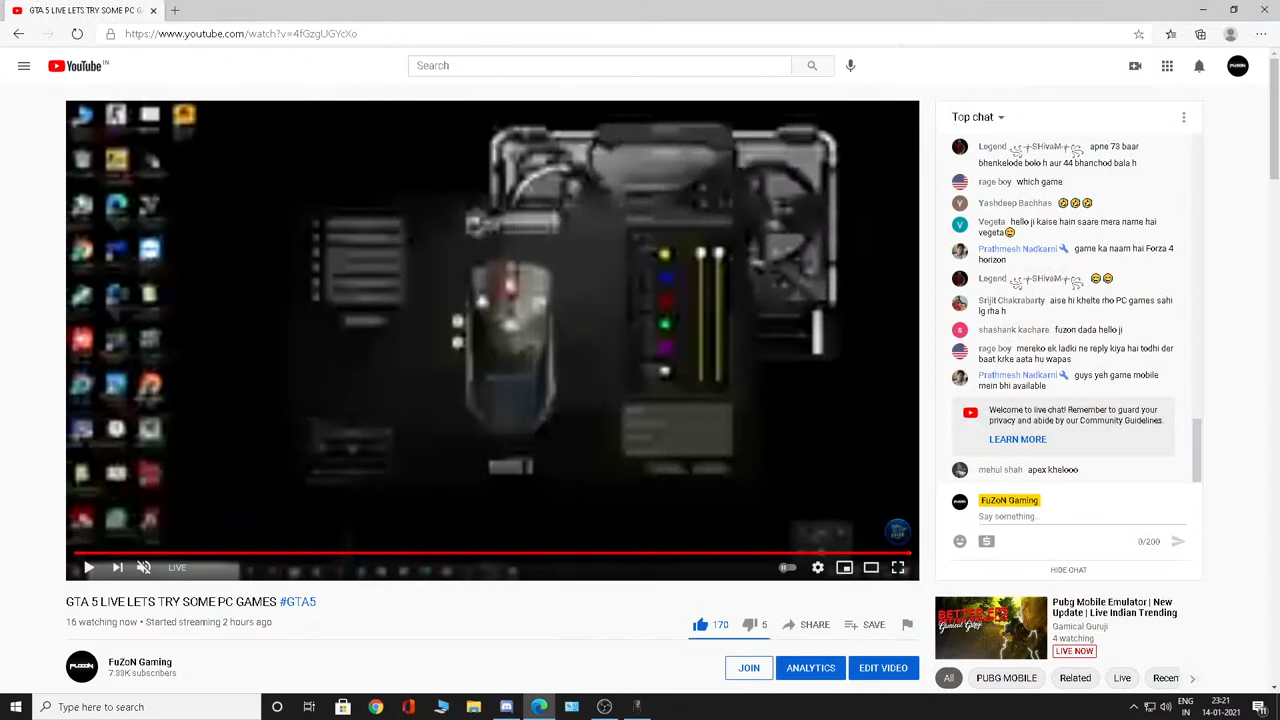 GTA 5 LIVE LETS TRY SOME PC G
https://www.youtube.com/watch?v=4fGzgUGYcXo
YouTube IN
Search
FUZON
Top chat
Legend ꧁༒SHivaM༒꧂ apne 73 baar
bhenkelode bolo h aur 44 bhanchod bala h
rage boy which game
Yashdeep Bachhas 🤣🤣🤣
Vegeta hello ji kaise hain saare mera name hai
vegeta😄
Prathmesh Nadkarni game ka naam hai Forza 4
horizon
Legend ꧁༒SHivaM༒꧂ 😂😂
Srijit Chakrabarty aise hi khelte rho PC games sahi
lg rha h
shashank kachare fuzon dada hello ji
rage boy mereko ek ladki ne reply kiya hai todhi der
baat krke aata hu wapas
Prathmesh Nadkarni guys yeh game mobile
mein bhi available
Welcome to live chat! Remember to guard your
privacy and abide by our Community Guidelines.
LEARN MORE
mehul shah apex khelooo
FuZoN Gaming
Say something...
0/200
HIDE CHAT
LIVE
GTA 5 LIVE LETS TRY SOME PC GAMES #GTA5
16 watching now • Started streaming 2 hours ago
170 5 SHARE SAVE
FUZON
FuZoN Gaming
7.33K subscribers
JOIN ANALYTICS EDIT VIDEO
Pubg Mobile Emulator | New
Update | Live Indian Trending
Gamical Guruji
4 watching
LIVE NOW
All PUBG MOBILE Related Live Recen
Type here to search
ENG
IN
23:21
14-01-2021